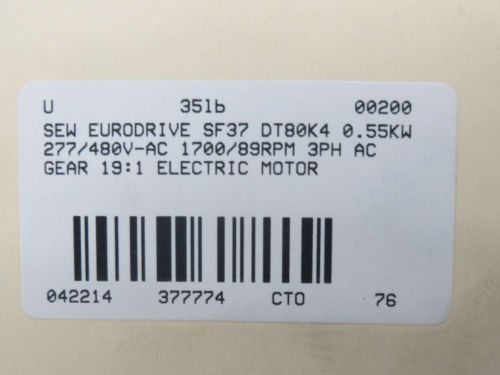 U 351b 00200
SEW EURODRIVE SF37 DT80K4 0.55KW
277/480V-AC 1700/89RPM 3PH AC
GEAR 19:1 ELECTRIC MOTOR
042214 377774 CTO 76